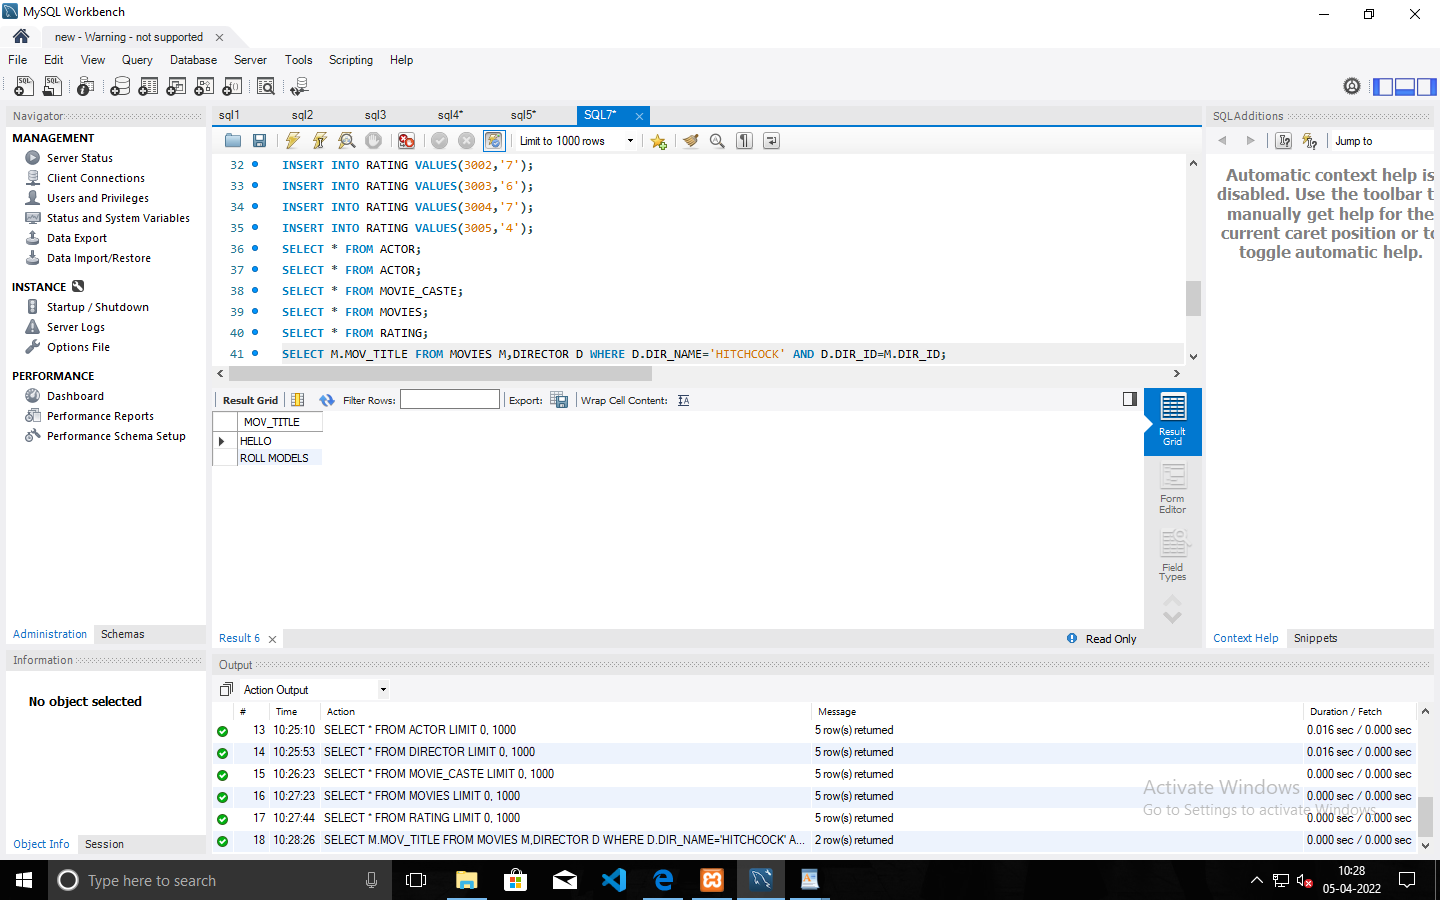 MySQL Workbench
new - Warning - not supported
File Edit View Query Database Server Tools Scripting Help
Navigator
MANAGEMENT
Server Status
Client Connections
Users and Privileges
Status and System Variables
Data Export
Data Import/Restore
INSTANCE
Startup / Shutdown
Server Logs
Options File
PERFORMANCE
Dashboard
Performance Reports
Performance Schema Setup
Administration Schemas
Information
No object selected
Object Info Session
sql1 sql2 sql3 sql4* sql5* SQL7*
Limit to 1000 rows
32 INSERT INTO RATING VALUES(3002,'7');
33 INSERT INTO RATING VALUES(3003,'6');
34 INSERT INTO RATING VALUES(3004,'7');
35 INSERT INTO RATING VALUES(3005,'4');
36 SELECT * FROM ACTOR;
37 SELECT * FROM ACTOR;
38 SELECT * FROM MOVIE_CASTE;
39 SELECT * FROM MOVIES;
40 SELECT * FROM RATING;
41 SELECT M.MOV_TITLE FROM MOVIES M,DIRECTOR D WHERE D.DIR_NAME='HITCHCOCK' AND D.DIR_ID=M.DIR_ID;
Result Grid Filter Rows: Export: Wrap Cell Content:
MOV_TITLE
HELLO
ROLL MODELS
Result
Grid
Form
Editor
Field
Types
Result 6 Read Only
SQLAdditions
Jump to
Automatic context help is
disabled. Use the toolbar t
manually get help for the
current caret position or to
toggle automatic help.
Context Help Snippets
Output
Action Output
# Time Action Message Duration / Fetch
13 10:25:10 SELECT * FROM ACTOR LIMIT 0, 1000 5 row(s) returned 0.016 sec / 0.000 sec
14 10:25:53 SELECT * FROM DIRECTOR LIMIT 0, 1000 5 row(s) returned 0.016 sec / 0.000 sec
15 10:26:23 SELECT * FROM MOVIE_CASTE LIMIT 0, 1000 5 row(s) returned 0.000 sec / 0.000 sec
16 10:27:23 SELECT * FROM MOVIES LIMIT 0, 1000 5 row(s) returned 0.000 sec / 0.000 sec
17 10:27:44 SELECT * FROM RATING LIMIT 0, 1000 5 row(s) returned 0.000 sec / 0.000 sec
18 10:28:26 SELECT M.MOV_TITLE FROM MOVIES M,DIRECTOR D WHERE D.DIR_NAME='HITCHCOCK' A... 2 row(s) returned 0.000 sec / 0.000 sec
Activate Windows
Go to Settings to activate Windows.
Type here to search
10:28
05-04-2022